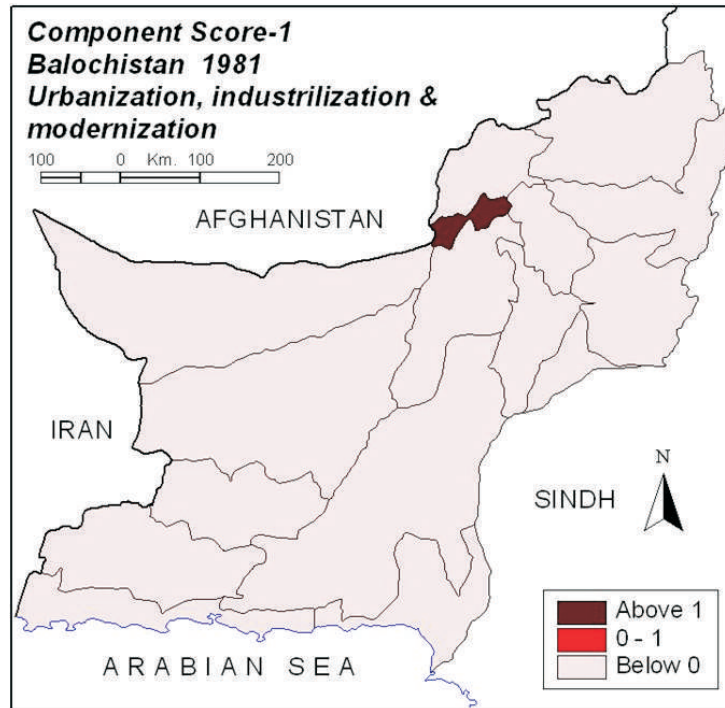 Component Score-1
Balochistan 1981
Urbanization, industrilization &
modernization
100 0 Km. 100 200
AFGHANISTAN
IRAN
N
SINDH
Above 1
0 - 1
Below 0
ARABIAN SEA